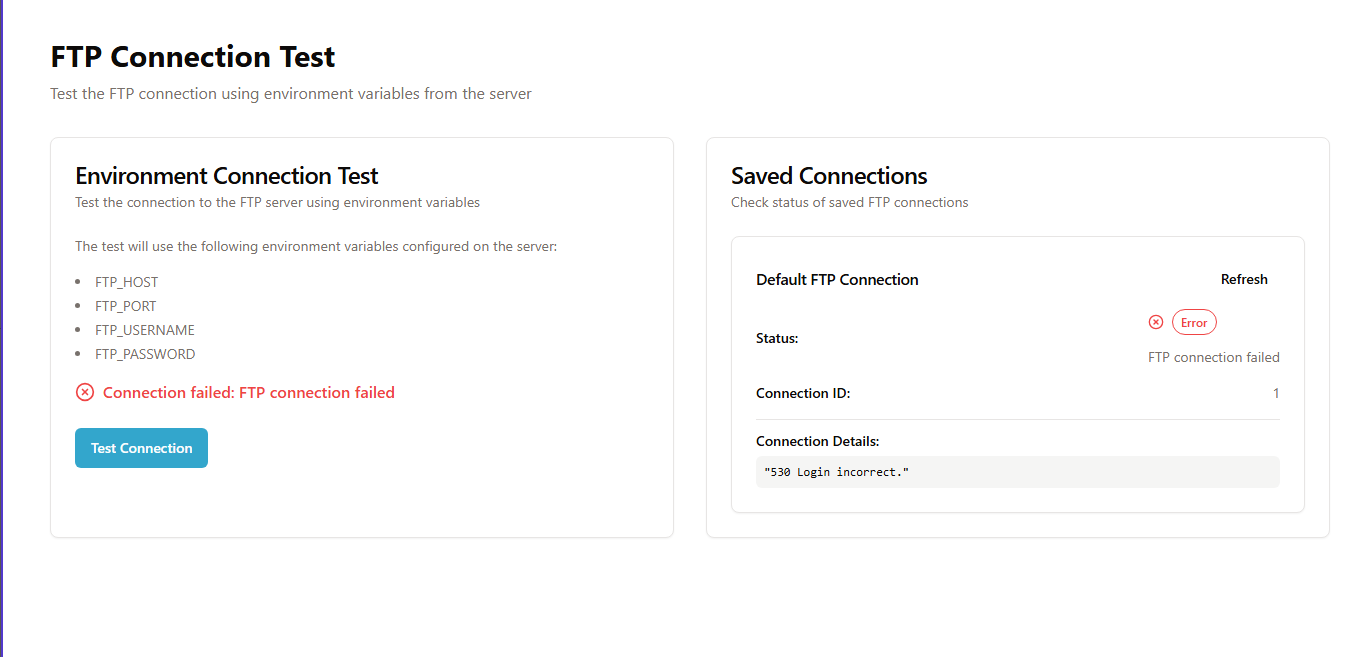 FTP Connection Test
Test the FTP connection using environment variables from the server
Environment Connection Test
Test the connection to the FTP server using environment variables
The test will use the following environment variables configured on the server:
• FTP_HOST
• FTP_PORT
• FTP_USERNAME
• FTP_PASSWORD
Connection failed: FTP connection failed
Test Connection
Saved Connections
Check status of saved FTP connections
Default FTP Connection Refresh
Status: Error
FTP connection failed
Connection ID: 1
Connection Details:
"530 Login incorrect."